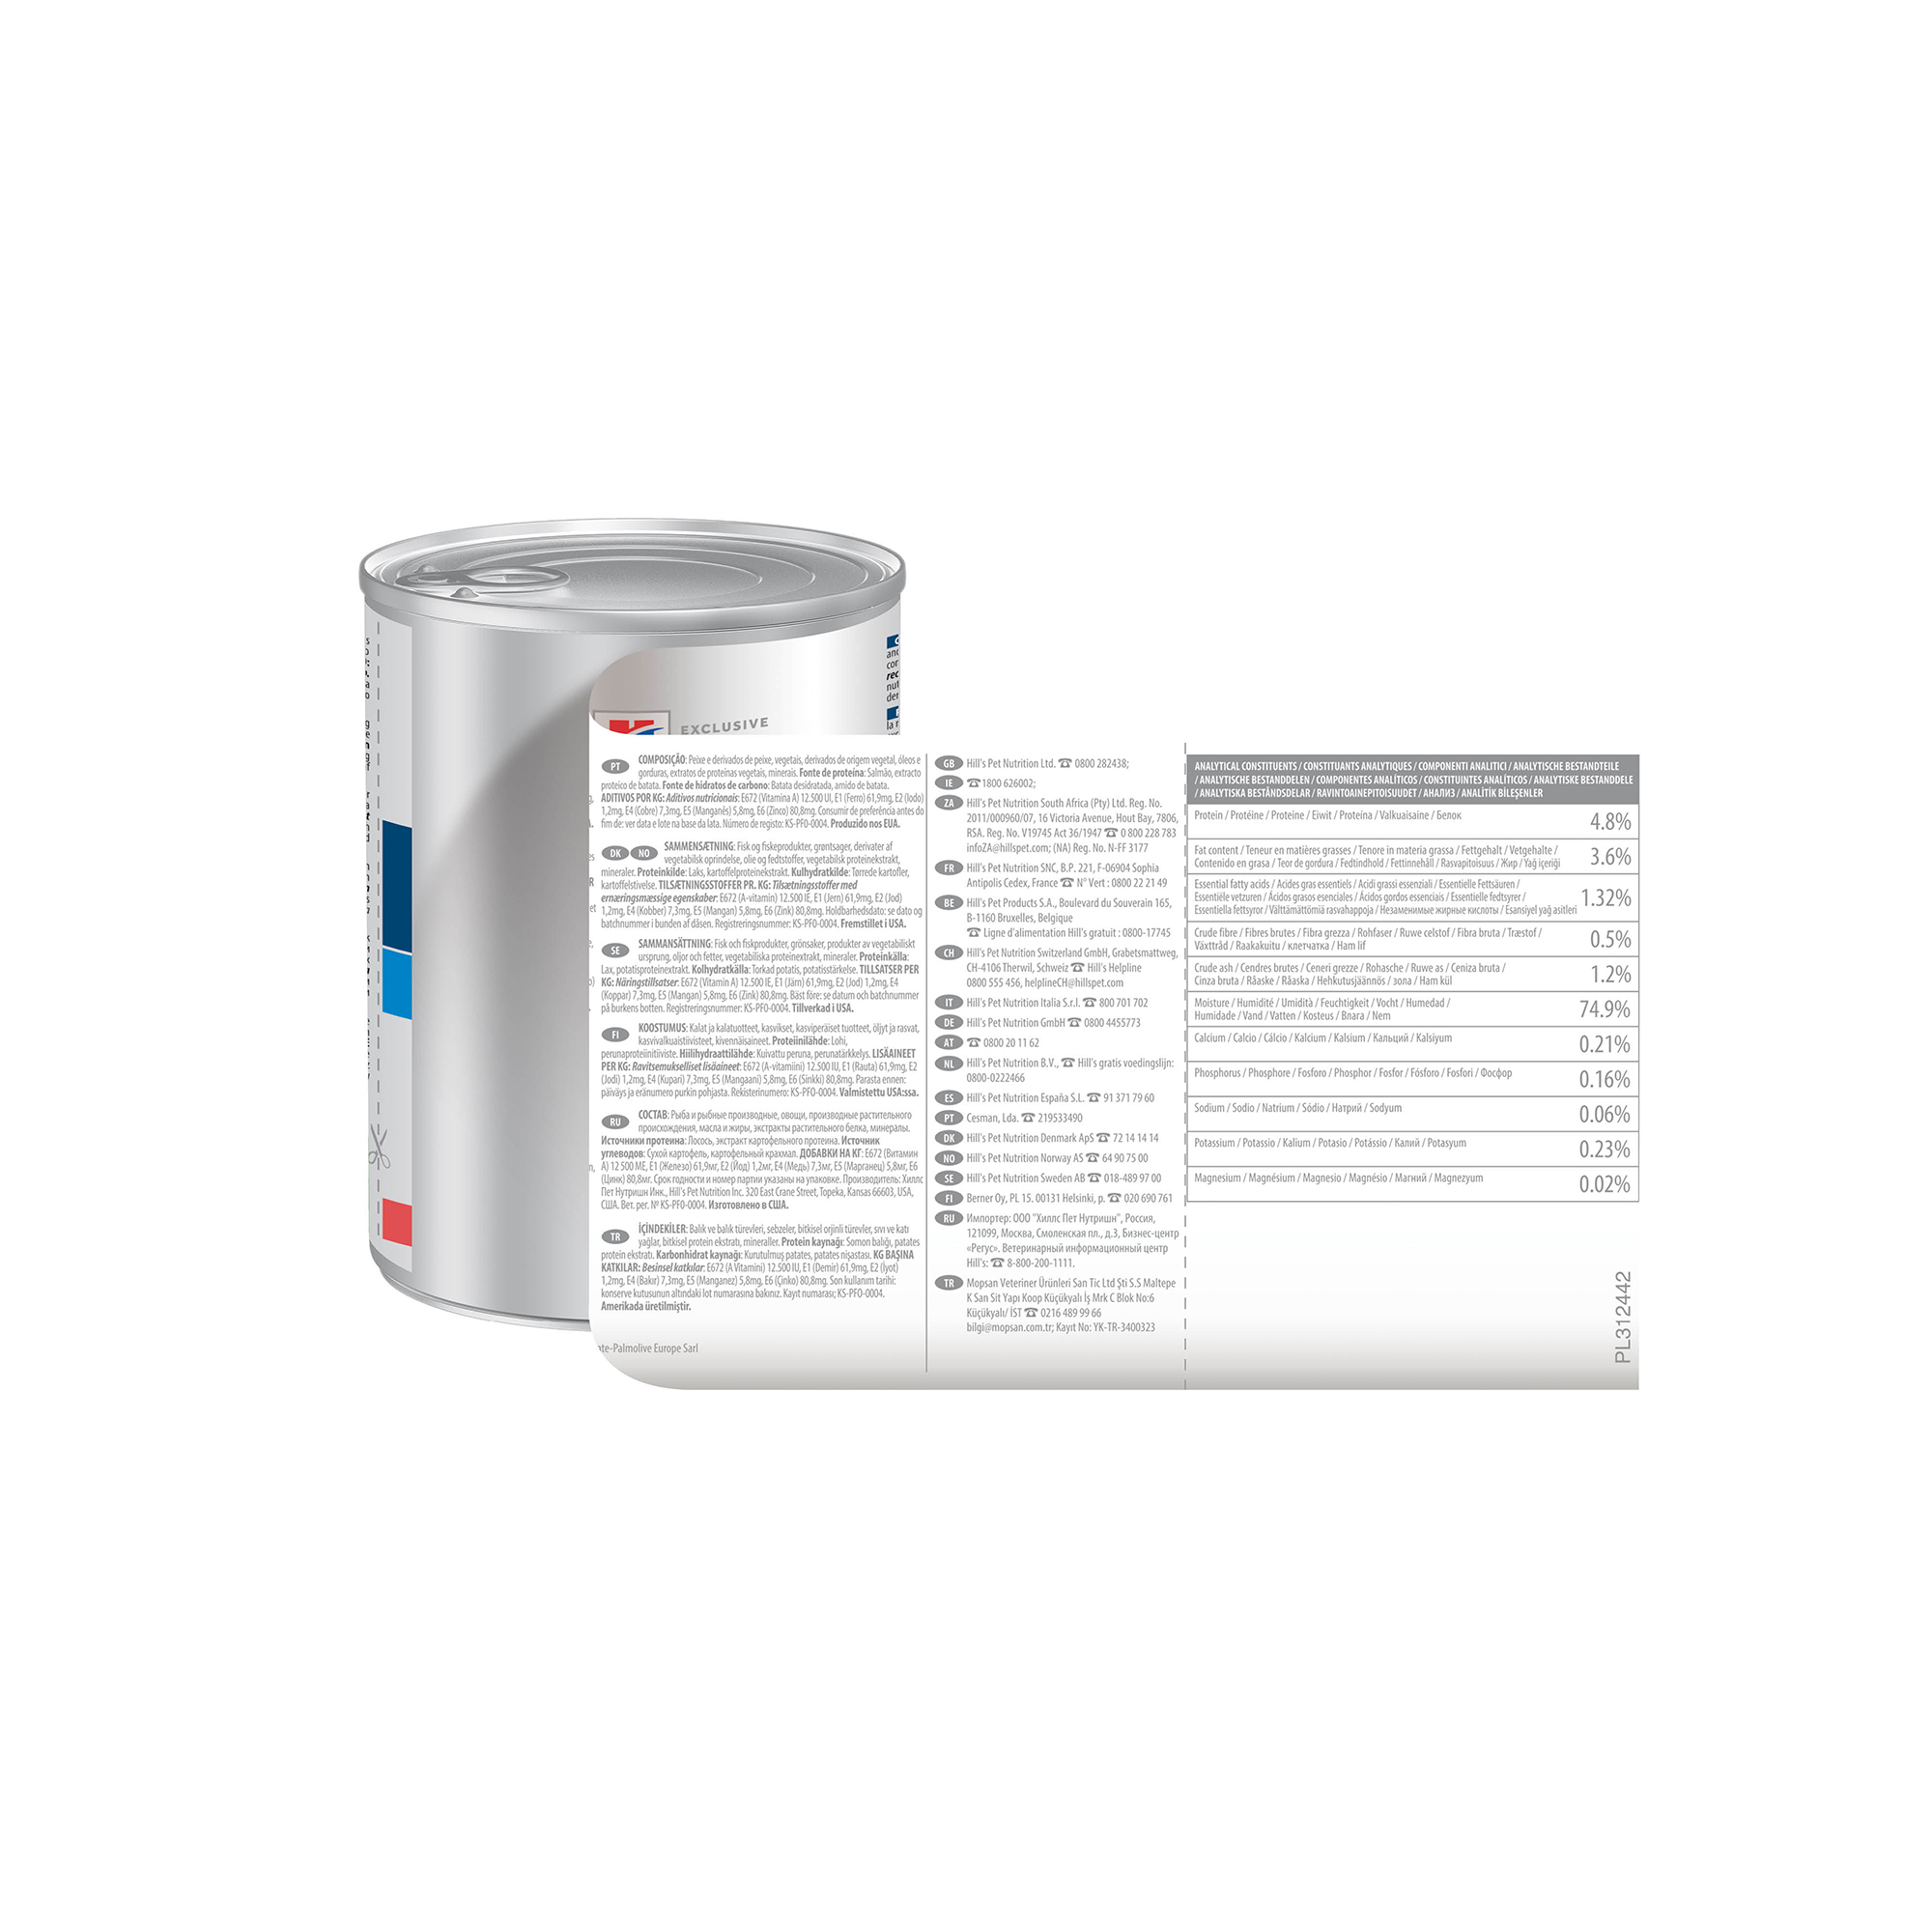 EXCLUSIVE
PT COMPOSIÇÃO: Peixe e derivados de peixe, vegetais, derivados de origem vegetal, óleos e
gorduras, extratos de proteínas vegetais, minerais. Fonte de proteína: Salmão, extracto
proteico de batata. Fonte de hidratos de carbono: Batata desidratada, amido de batata.
ADITIVOS POR KG: Aditivos nutricionais: E672 (Vitamina A) 12.500 UI, E1 (Ferro) 61,9mg, E2 (Iodo)
1,2mg, E4 (Cobre) 7,3mg, E5 (Manganés) 5,8mg, E6 (Zinco) 80,8mg. Consumir de preferência antes do
fim de: ver data e lote na base da lata. Número de registo: KS-PF0-0004. Produzido nos EUA.
DK NO SAMMENSÆTNING: Fisk og fiskeprodukter, grøntsager, derivater af
vegetabilsk oprindelse, olie og fedtstoffer, vegetabilsk proteinekstrakt,
mineraler. Proteinkilde: Laks, kartoffelproteinekstrakt. Kulhydratkilde: Tørrede kartofler,
kartoffelstivelse. TILSÆTNINGSSTOFFER PR. KG: Tilsætningsstoffer med
ernæringsmæssige egenskaber: E672 (A-vitamin) 12.500 IE, E1 (Jern) 61,9mg, E2 (Jod)
1,2mg, E4 (Kobber) 7,3mg, E5 (Mangan) 5,8mg, E6 (Zink) 80,8mg. Holdbarhedsdato: se dato og
batchnummer i bunden af dåsen. Registreringsnummer: KS-PF0-0004. Fremstillet i USA.
SE SAMMANSÄTTNING: Fisk och fiskprodukter, grönsaker, produkter av vegetabiliskt
ursprung, oljor och fetter, vegetabiliska proteinextrakt, mineraler. Proteinkälla:
Lax, potatisproteinextrakt. Kolhydratkälla: Torkad potatis, potatisstärkelse. TILLSATSER PER
KG: Näringstillsatser: E672 (Vitamin A) 12.500 IE, E1 (Järn) 61,9mg, E2 (Jod) 1,2mg, E4
(Koppar) 7,3mg, E5 (Mangan) 5,8mg, E6 (Zink) 80,8mg. Bäst före: se datum och batchnummer
på burkens botten. Registreringsnummer: KS-PF0-0004. Tillverkad i USA.
FI KOOSTUMUS: Kalat ja kalatuotteet, kasvikset, kasviperäiset tuotteet, öljyt ja rasvat,
kasvivalkuaistiivisteet, kivennäisaineet. Proteiinilähde: Lohi,
perunaproteiinitiiviste. Hiilihydraattilähde: Kuivattu peruna, perunatärkkelys. LISÄAINEET
PER KG: Ravitsemukselliset lisäaineet: E672 (A-vitamiini) 12.500 IU, E1 (Rauta) 61,9mg, E2
(Jodi) 1,2mg, E4 (Kupari) 7,3mg, E5 (Mangaani) 5,8mg, E6 (Sinkki) 80,8mg. Parasta ennen:
päiväys ja eränumero purkin pohjasta. Rekisterinumero: KS-PF0-0004. Valmistettu USA:ssa.
RU СОСТАВ: Рыба и рыбные производные, овощи, производные растительного
происхождения, масла и жиры, экстракты растительного белка, минералы.
Источники протеина: Лосось, экстракт картофельного протеина. Источник
углеводов: Сухой картофель, картофельный крахмал. ДОБАВКИ НА КГ: E672 (Витамин
А) 12 500 МЕ, E1 (Железо) 61,9мг, E2 (Йод) 1,2мг, E4 (Медь) 7,3мг, E5 (Марганец) 5,8мг, E6
(Цинк) 80,8мг. Срок годности и номер партии указаны на упаковке. Производитель: Хиллс
Пет Нутришн Инк., Hill's Pet Nutrition Inc. 320 East Crane Street, Topeka, Kansas 66603, USA,
США. Вет. рег. № KS-PF0-0004. Изготовлено в США.
TR İÇİNDEKİLER: Balık ve balık türevleri, sebzeler, bitkisel orjinli türevler, sıvı ve katı
yağlar, bitkisel protein ekstratı, mineraller. Protein kaynağı: Somon balığı, patates
protein ekstratı. Karbonhidrat kaynağı: Kurutulmuş patates, patates nişastası. KG BAŞINA
KATKILAR: Besinsel katkılar: E672 (A Vitamini) 12.500 IU, E1 (Demir) 61,9mg, E2 (İyot)
1,2mg, E4 (Bakır) 7,3mg, E5 (Manganez) 5,8mg, E6 (Çinko) 80,8mg. Son kullanım tarihi:
konserve kutusunun altındaki lot numarasına bakınız. Kayıt numarası; KS-PF0-0004.
Amerikada üretilmiştir.
te-Palmolive Europe Sarl
GB Hill's Pet Nutrition Ltd. ☎ 0800 282438;
IE ☎ 1800 626002;
ZA Hill's Pet Nutrition South Africa (Pty) Ltd. Reg. No.
2011/000960/07, 16 Victoria Avenue, Hout Bay, 7806,
RSA. Reg. No. V19745 Act 36/1947 ☎ 0 800 228 783
infoZA@hillspet.com; (NA) Reg. No. N-FF 3177
FR Hill's Pet Nutrition SNC, B.P. 221, F-06904 Sophia
Antipolis Cedex, France ☎ N° Vert : 0800 22 21 49
BE Hill's Pet Products S.A., Boulevard du Souverain 165,
B-1160 Bruxelles, Belgique
☎ Ligne d'alimentation Hill's gratuit : 0800-17745
CH Hill's Pet Nutrition Switzerland GmbH, Grabetsmattweg,
CH-4106 Therwil, Schweiz ☎ Hill's Helpline
0800 555 456, helplineCH@hillspet.com
IT Hill's Pet Nutrition Italia S.r.l. ☎ 800 701 702
DE Hill's Pet Nutrition GmbH ☎ 0800 4455773
AT ☎ 0800 20 11 62
NL Hill's Pet Nutrition B.V., ☎ Hill's gratis voedingslijn:
0800-0222466
ES Hill's Pet Nutrition España S.L. ☎ 91 371 79 60
PT Cesman, Lda. ☎ 219533490
DK Hill's Pet Nutrition Denmark ApS ☎ 72 14 14 14
NO Hill's Pet Nutrition Norway AS ☎ 64 90 75 00
SE Hill's Pet Nutrition Sweden AB ☎ 018-489 97 00
FI Berner Oy, PL 15. 00131 Helsinki, p. ☎ 020 690 761
RU Импортер: ООО "Хиллс Пет Нутришн", Россия,
121099, Москва, Смоленская пл., д.3, Бизнес-центр
«Регус». Ветеринарный информационный центр
Hill's: ☎ 8-800-200-1111.
TR Mopsan Veteriner Ürünleri San Tic Ltd Şti S.S Maltepe
K San Sit Yapı Koop Küçükyalı İş Mrk C Blok No:6
Küçükyalı/ İST ☎ 0216 489 99 66
bilgi@mopsan.com.tr; Kayıt No: YK-TR-3400323
ANALYTICAL CONSTITUENTS / CONSTITUANTS ANALYTIQUES / COMPONENTI ANALITICI / ANALYTISCHE BESTANDTEILE
/ ANALYTISCHE BESTANDDELEN / COMPONENTES ANALÍTICOS / CONSTITUINTES ANALÍTICOS / ANALYTISKE BESTANDDELE
/ ANALYTISKA BESTÅNDSDELAR / RAVINTOAINEPITOISUUDET / АНАЛИЗ / ANALİTİK BİLEŞENLER
Protein / Protéine / Proteine / Eiwit / Proteína / Valkuaisaine / Белок 4.8%
Fat content / Teneur en matières grasses / Tenore in materia grassa / Fettgehalt / Vetgehalte /
Contenido en grasa / Teor de gordura / Fedtindhold / Fettinnehåll / Rasvapitoisuus / Жир / Yağ içeriği 3.6%
Essential fatty acids / Acides gras essentiels / Acidi grassi essenziali / Essentielle Fettsäuren /
Essentiële vetzuren / Ácidos grasos esenciales / Ácidos gordos essenciais / Essentielle fedtsyrer /
Essentiella fettsyror / Välttämättömiä rasvahappoja / Незаменимые жирные кислоты / Esansiyel yağ asitleri 1.32%
Crude fibre / Fibres brutes / Fibra grezza / Rohfaser / Ruwe celstof / Fibra bruta / Træstof /
Växttråd / Raakakuitu / клетчатка / Ham lif 0.5%
Crude ash / Cendres brutes / Ceneri grezze / Rohasche / Ruwe as / Ceniza bruta /
Cinza bruta / Råaske / Råaska / Hehkutusjäännös / зола / Ham kül 1.2%
Moisture / Humidité / Umidità / Feuchtigkeit / Vocht / Humedad /
Humidade / Vand / Vatten / Kosteus / Влага / Nem 74.9%
Calcium / Calcio / Cálcio / Kalcium / Kalsium / Кальций / Kalsiyum 0.21%
Phosphorus / Phosphore / Fosforo / Phosphor / Fosfor / Fósforo / Fosfori / Фосфор 0.16%
Sodium / Sodio / Natrium / Sódio / Натрий / Sodyum 0.06%
Potassium / Potassio / Kalium / Potasio / Potássio / Калий / Potasyum 0.23%
Magnesium / Magnésium / Magnesio / Magnésio / Магний / Magnezyum 0.02%
PL312442